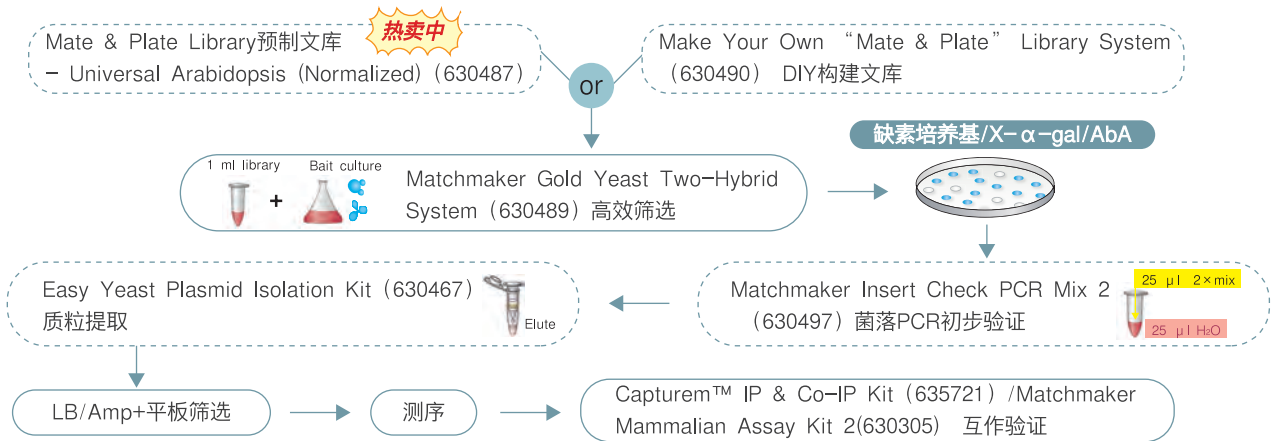 Mate & Plate Library预制文库
- Universal Arabidopsis (Normalized)(630487)
热卖中
or
Make Your Own “Mate & Plate” Library System
(630490) DIY构建文库
1 ml library
+
Bait culture
Matchmaker Gold Yeast Two-Hybrid
System(630489)高效筛选
缺素培养基/X-α-gal/AbA
Easy Yeast Plasmid Isolation Kit(630467)
质粒提取
Elute
Matchmaker Insert Check PCR Mix 2
(630497)菌落PCR初步验证
25 μl 2×mix
25 μl H₂O
LB/Amp+平板筛选
测序
Capturem™ IP & Co-IP Kit(635721)/Matchmaker
Mammalian Assay Kit 2(630305) 互作验证